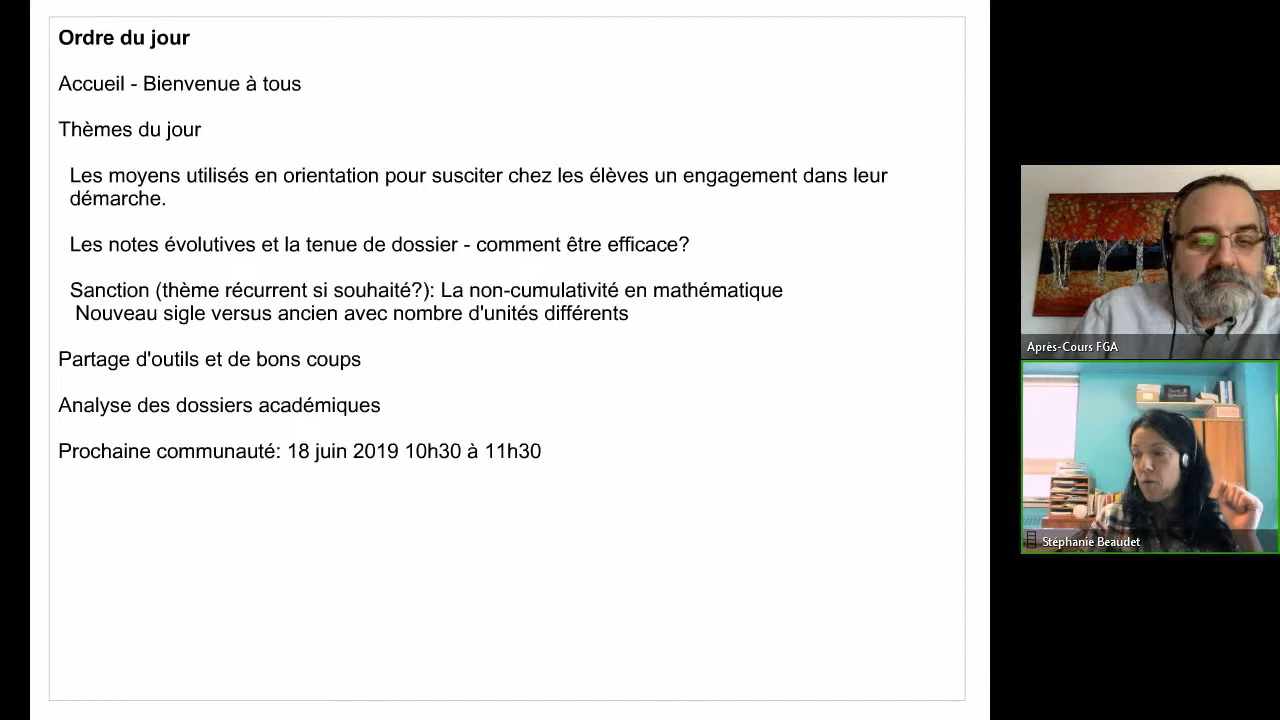 Ordre du jour
Accueil - Bienvenue à tous
Thèmes du jour
Les moyens utilisés en orientation pour susciter chez les élèves un engagement dans leur
démarche.
Les notes évolutives et la tenue de dossier - comment être efficace?
Sanction (thème récurrent si souhaité?): La non-cumulativité en mathématique
Nouveau sigle versus ancien avec nombre d'unités différents
Partage d'outils et de bons coups
Analyse des dossiers académiques
Prochaine communauté: 18 juin 2019 10h30 à 11h30
Après-Cours FGA
Stéphanie Beaudet